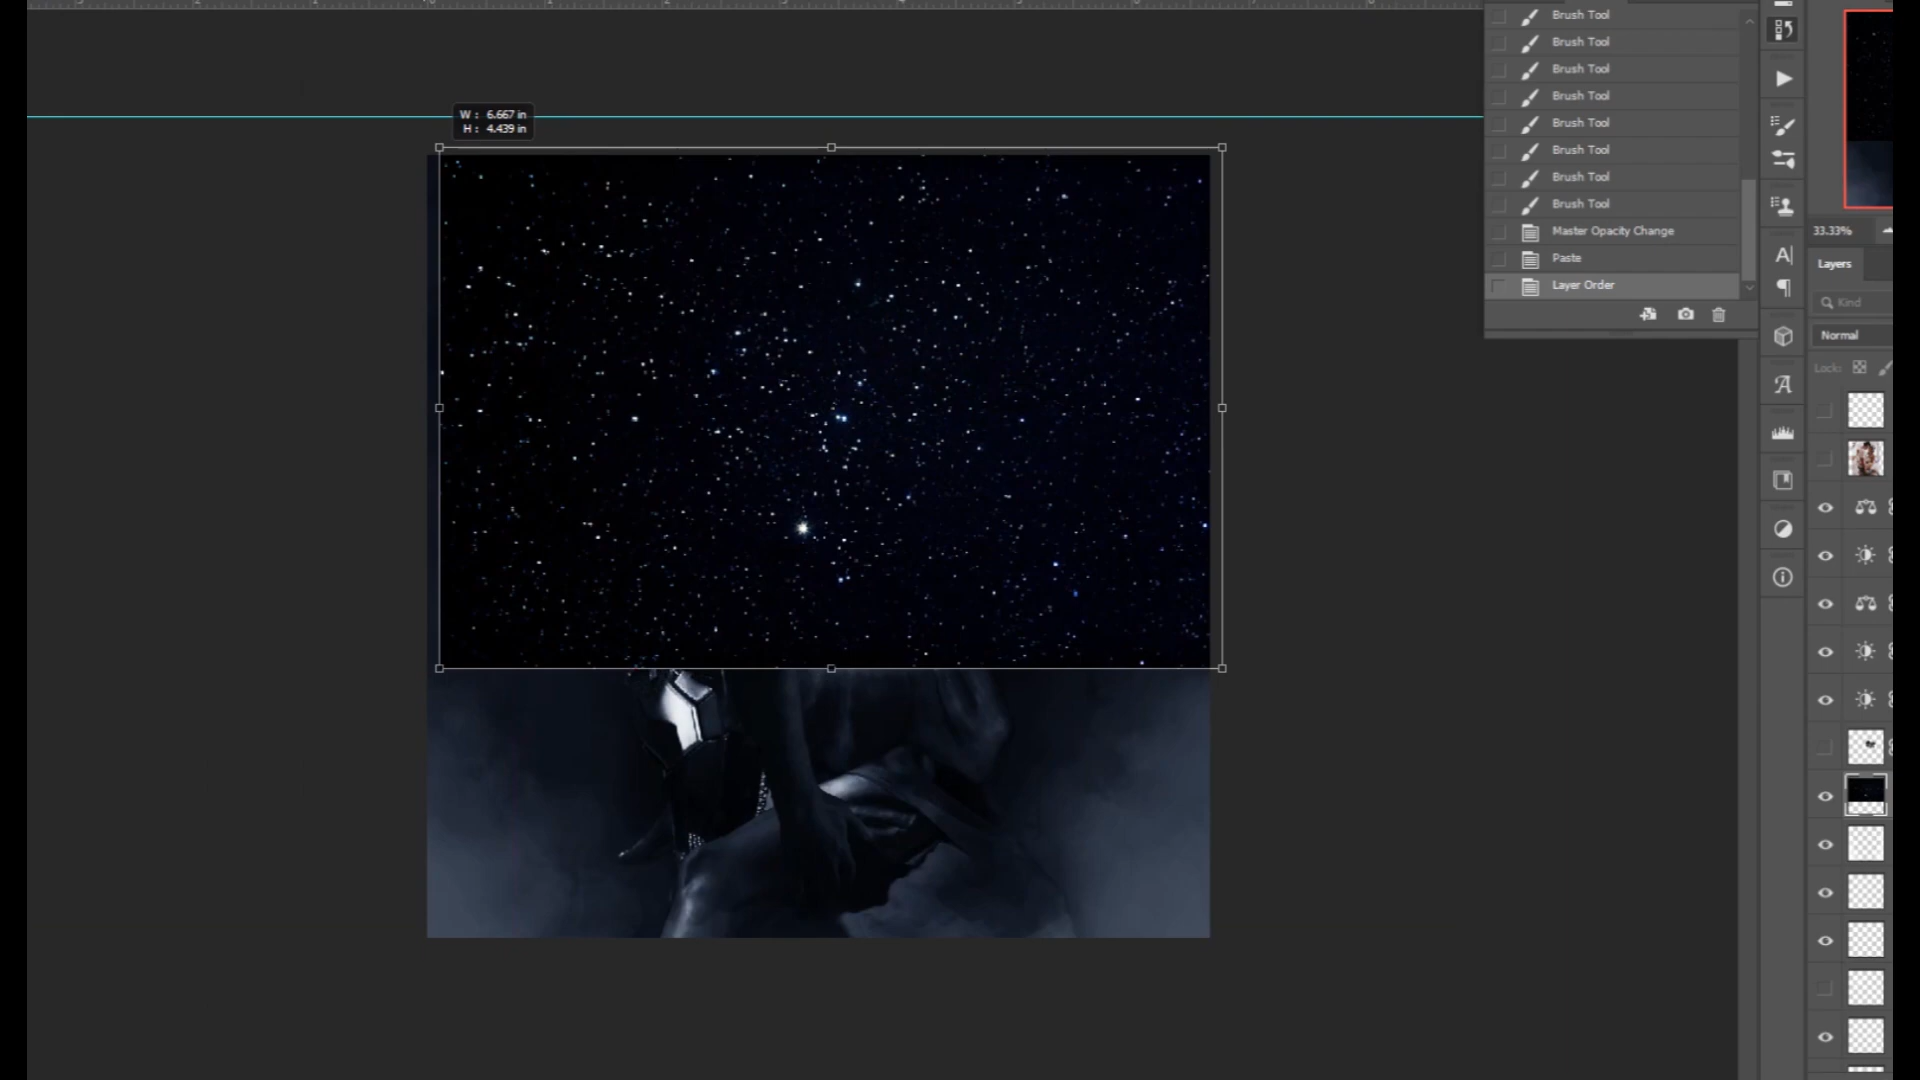 W : 6.667 in
H : 4.439 in
Brush Tool
Brush Tool
Brush Tool
Brush Tool
Brush Tool
Brush Tool
Brush Tool
Brush Tool
Master Opacity Change
Paste
Layer Order
33.33%
Layers
Kind
Normal
Lock: